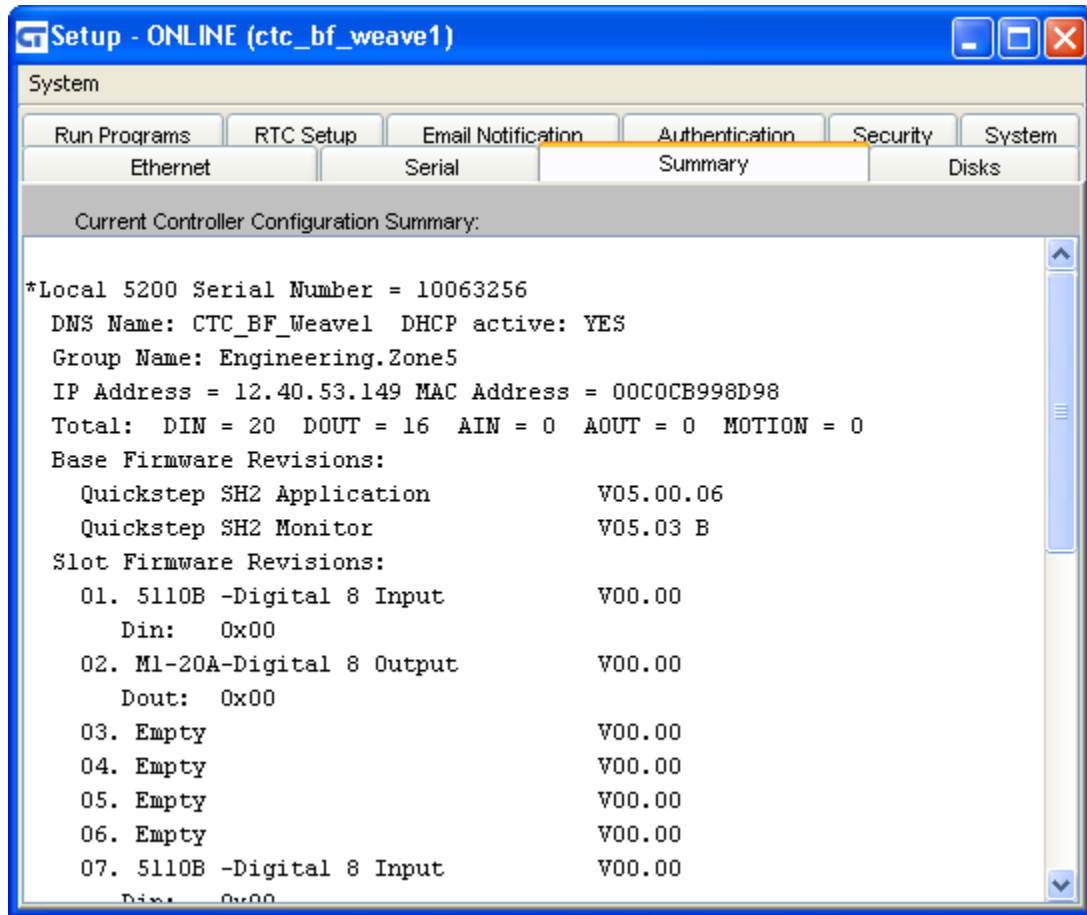 Setup - ONLINE (ctc_bf_weave1)
System
Run Programs RTC Setup Email Notification Authentication Security System
Ethernet Serial Summary Disks
Current Controller Configuration Summary:
*Local 5200 Serial Number = 10063256
DNS Name: CTC_BF_Weave1 DHCP active: YES
Group Name: Engineering.Zone5
IP Address = 12.40.53.149 MAC Address = 00C0CB998D98
Total: DIN = 20 DOUT = 16 AIN = 0 AOUT = 0 MOTION = 0
Base Firmware Revisions:
Quickstep SH2 Application V05.00.06
Quickstep SH2 Monitor V05.03 B
Slot Firmware Revisions:
01. 5110B -Digital 8 Input V00.00
Din: 0x00
02. M1-20A-Digital 8 Output V00.00
Dout: 0x00
03. Empty V00.00
04. Empty V00.00
05. Empty V00.00
06. Empty V00.00
07. 5110B -Digital 8 Input V00.00
Din: 0x00